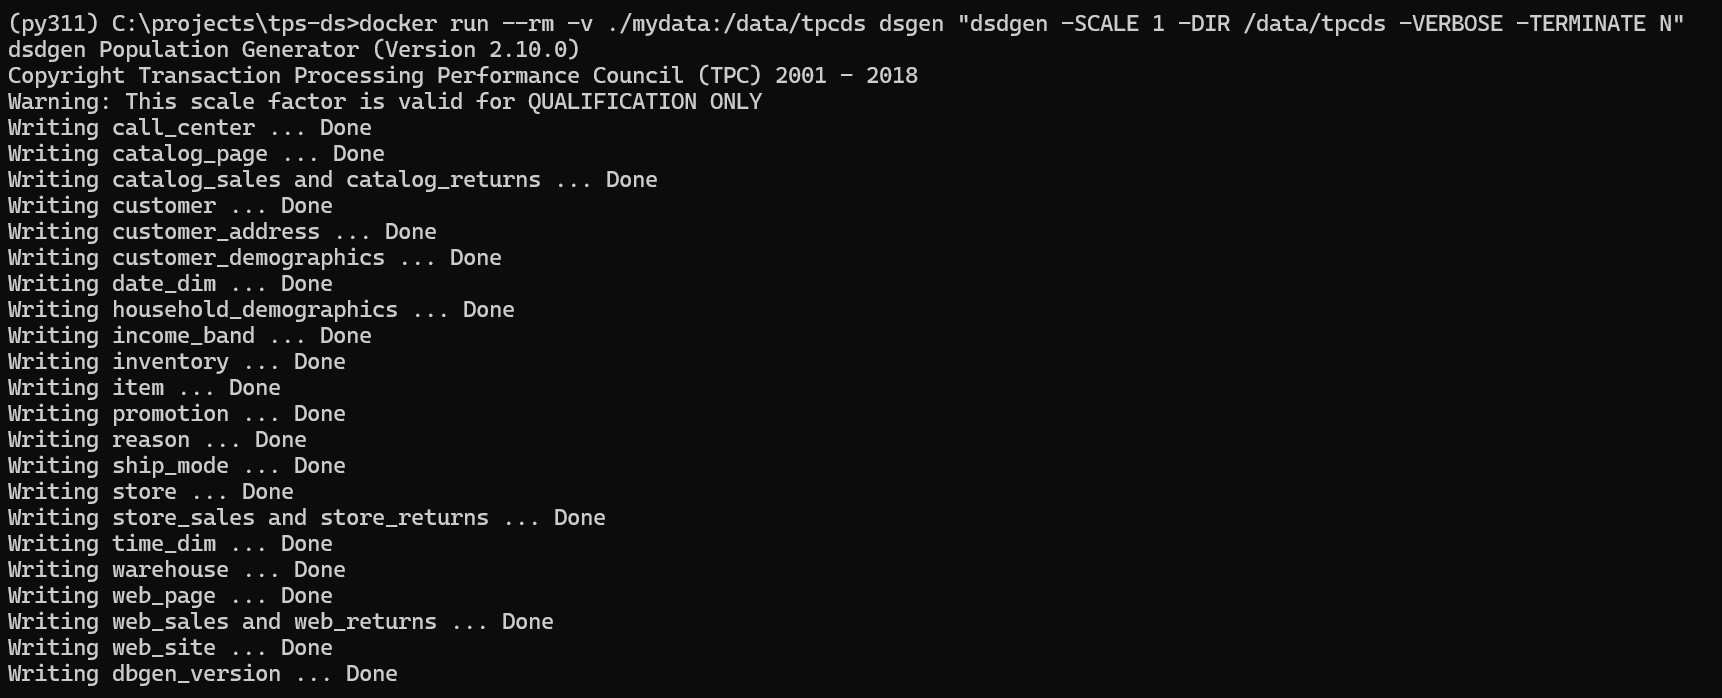 (py311) C:\projects\tps-ds>docker run --rm -v ./mydata:/data/tpcds dsgen "dsdgen -SCALE 1 -DIR /data/tpcds -VERBOSE -TERMINATE N"
dsdgen Population Generator (Version 2.10.0)
Copyright Transaction Processing Performance Council (TPC) 2001 - 2018
Warning: This scale factor is valid for QUALIFICATION ONLY
Writing call_center ... Done
Writing catalog_page ... Done
Writing catalog_sales and catalog_returns ... Done
Writing customer ... Done
Writing customer_address ... Done
Writing customer_demographics ... Done
Writing date_dim ... Done
Writing household_demographics ... Done
Writing income_band ... Done
Writing inventory ... Done
Writing item ... Done
Writing promotion ... Done
Writing reason ... Done
Writing ship_mode ... Done
Writing store ... Done
Writing store_sales and store_returns ... Done
Writing time_dim ... Done
Writing warehouse ... Done
Writing web_page ... Done
Writing web_sales and web_returns ... Done
Writing web_site ... Done
Writing dbgen_version ... Done